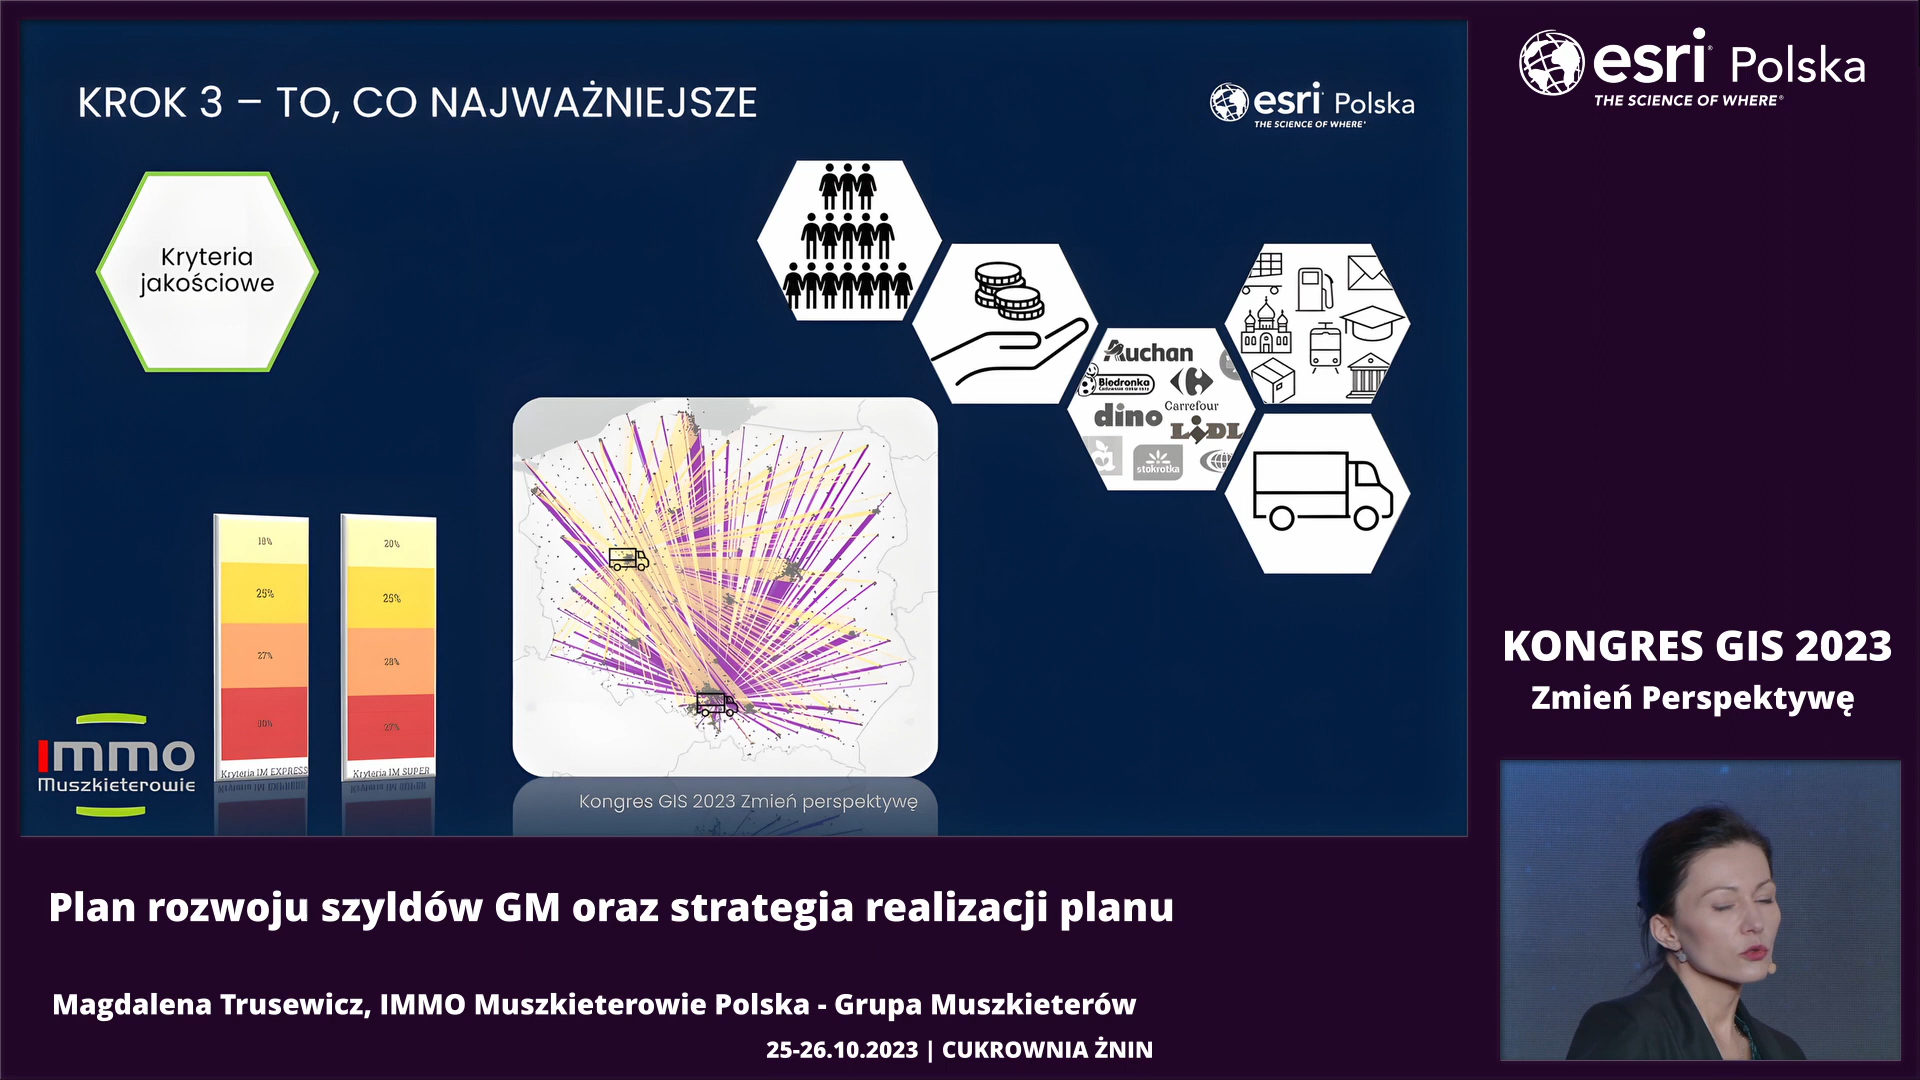 KROK 3 – TO, CO NAJWAŻNIEJSZE
esri Polska
THE SCIENCE OF WHERE®
Kryteria
jakościowe
Auchan
Biedronka
Carrefour
dino
LIDL
stokrotka
20%
25%
25%
27%
28%
27%
Kryteria IM EXPRESS
Kryteria IM SUPER
immo
Muszkieterowie
Kongres GIS 2023 Zmień perspektywę
esri Polska
THE SCIENCE OF WHERE®
KONGRES GIS 2023
Zmień Perspektywę
Plan rozwoju szyldów GM oraz strategia realizacji planu
Magdalena Trusewicz, IMMO Muszkieterowie Polska - Grupa Muszkieterów
25-26.10.2023 | CUKROWNIA ŻNIN